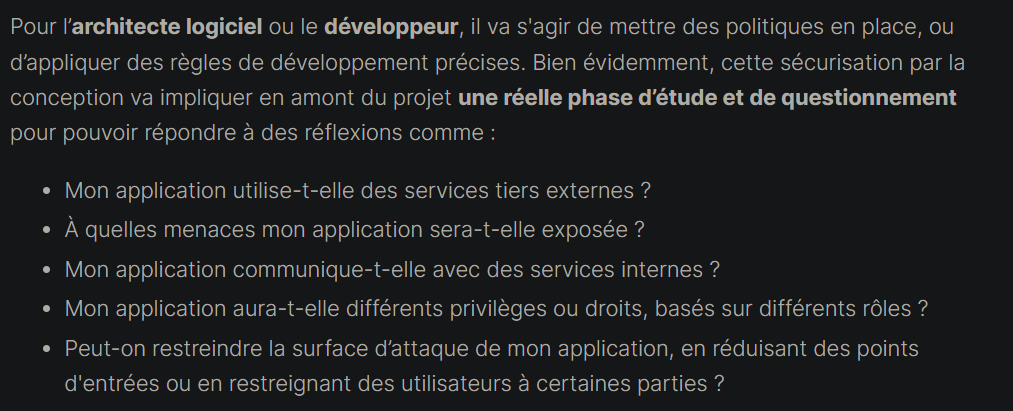 Pour l’architecte logiciel ou le développeur, il va s'agir de mettre des politiques en place, ou
d’appliquer des règles de développement précises. Bien évidemment, cette sécurisation par la
conception va impliquer en amont du projet une réelle phase d’étude et de questionnement
pour pouvoir répondre à des réflexions comme :
• Mon application utilise-t-elle des services tiers externes ?
• À quelles menaces mon application sera-t-elle exposée ?
• Mon application communique-t-elle avec des services internes ?
• Mon application aura-t-elle différents privilèges ou droits, basés sur différents rôles ?
• Peut-on restreindre la surface d’attaque de mon application, en réduisant des points
d'entrées ou en restreignant des utilisateurs à certaines parties ?